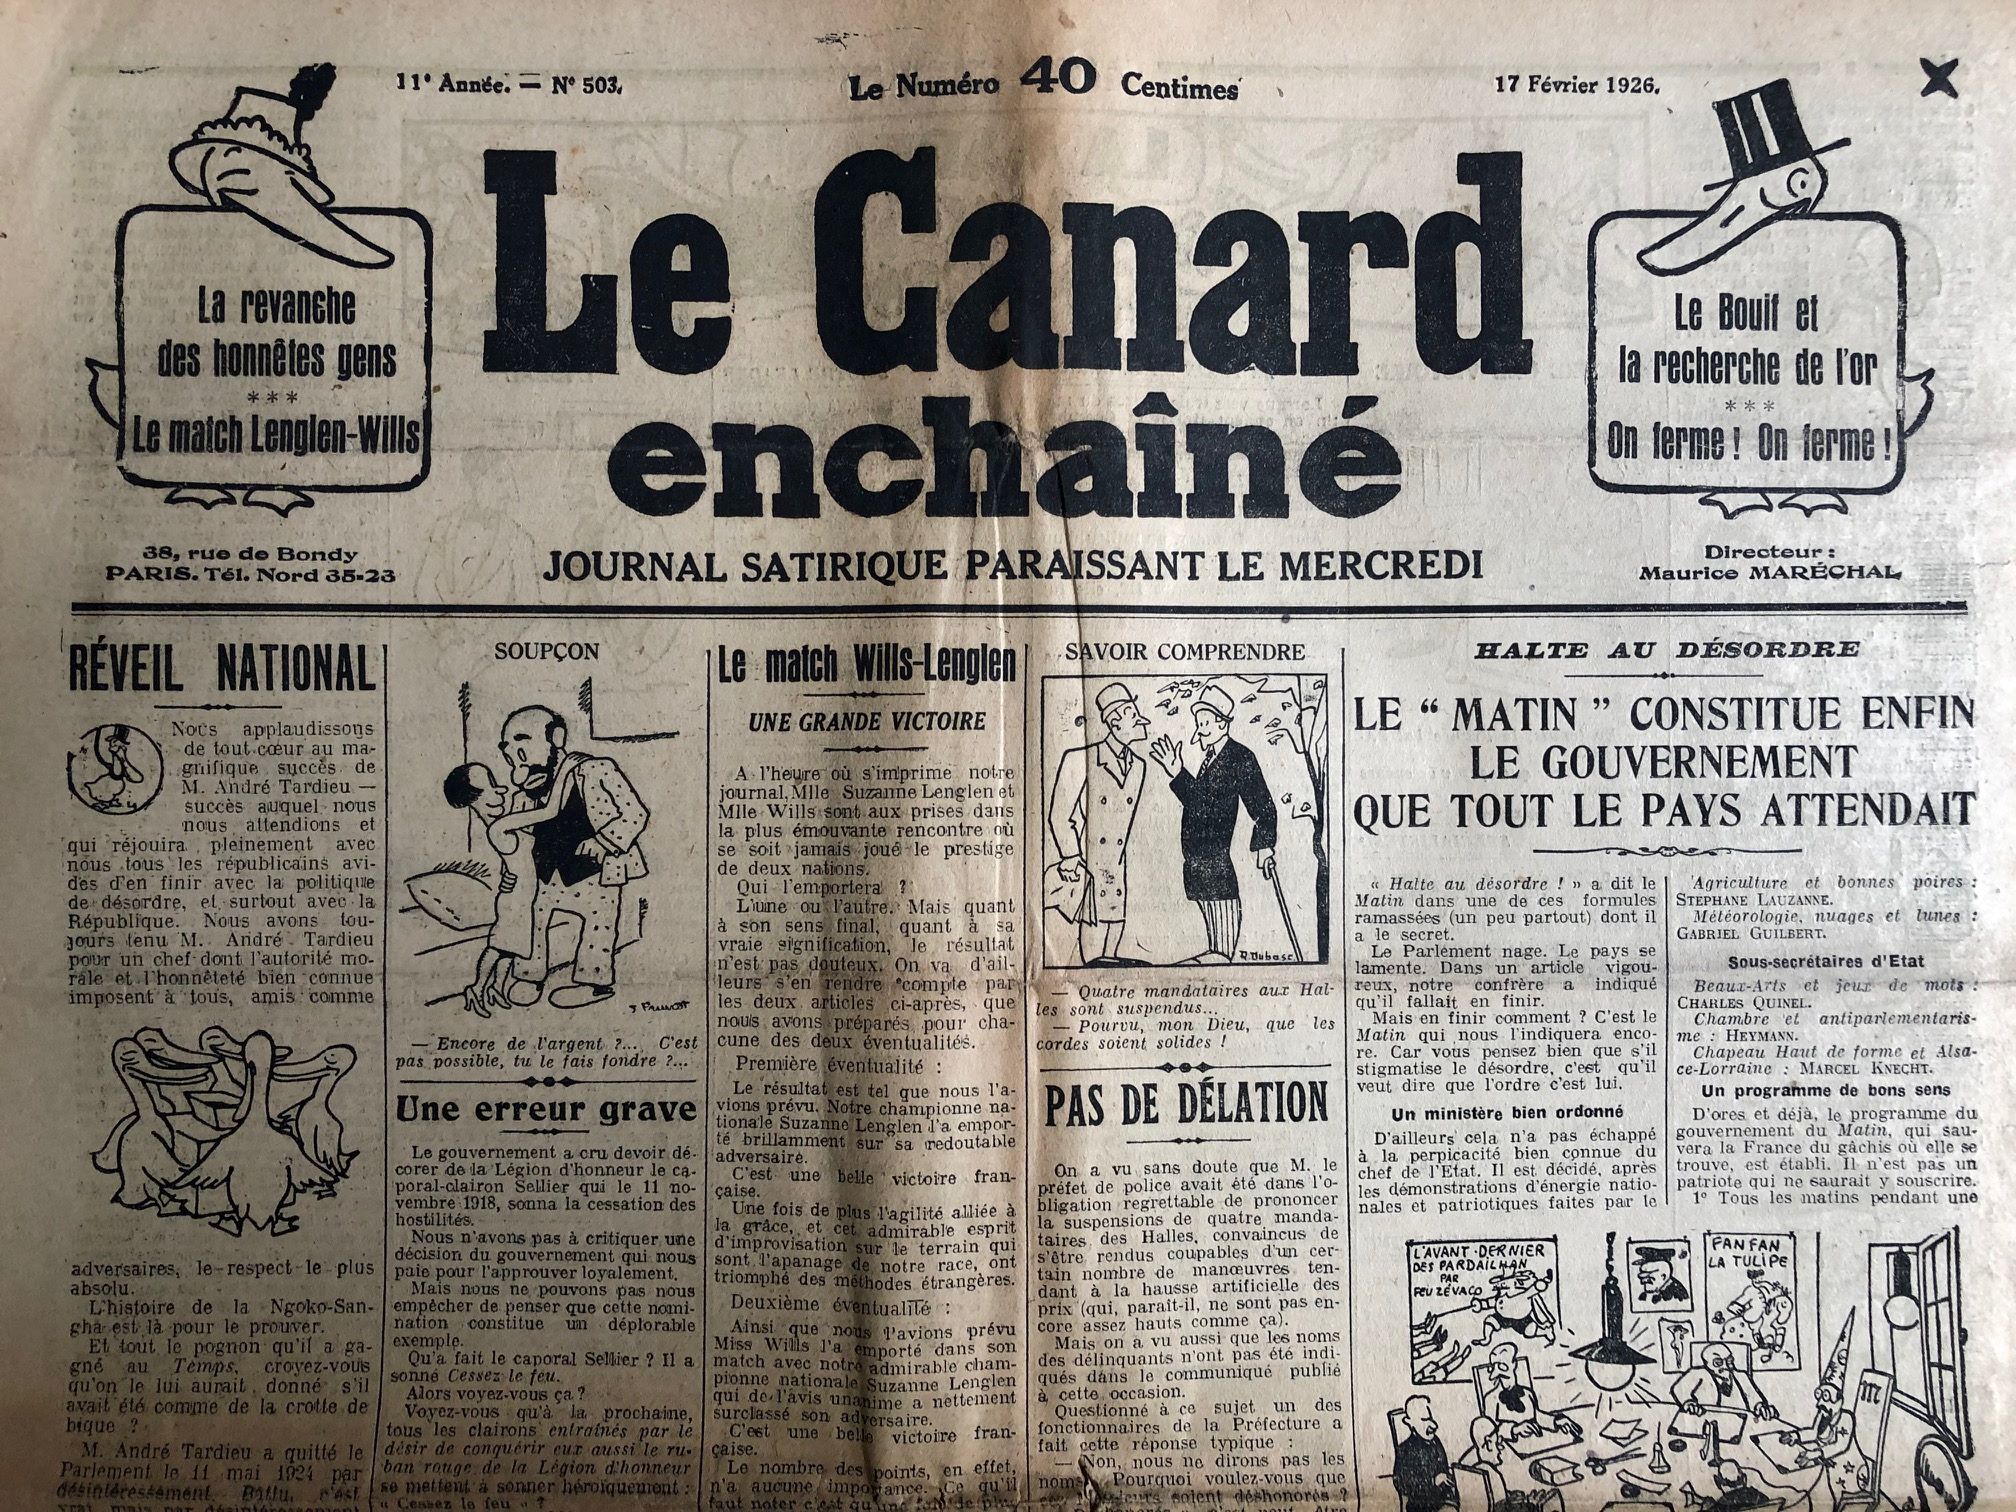 11e Année. — N° 503.
Le Numéro 40 Centimes
17 Février 1926.
La revanche
des honnêtes gens
***
Le match Lenglen-Wills
Le Canard
enchaîné
Le Bouif et
la recherche de l'or
***
On ferme ! On ferme !
38, rue de Bondy
PARIS. Tél. Nord 35-23
JOURNAL SATIRIQUE PARAISSANT LE MERCREDI
Directeur :
Maurice MARÉCHAL
RÉVEIL NATIONAL
Nous applaudissons
de tout cœur au ma-
gnifique succès de
M. André Tardieu —
succès auquel nous
nous attendions et
qui réjouira pleinement avec
nous tous les républicains avi-
des d'en finir avec la politique
de désordre, et surtout avec la
République. Nous avons tou-
jours tenu M. André Tardieu
pour un chef dont l'autorité mo-
rale et l'honnêteté bien connue
imposent à tous, amis comme
adversaires, le respect le plus
absolu.
L'histoire de la Ngoko-San-
gha est là pour le prouver.
Et tout le pognon qu'il a ga-
gné au Temps, croyez-vous
qu'on le lui aurait donné s'il
avait été comme de la crotte de
bique ?
M. André Tardieu a quitté le
Parlement le 11 mai 1924 par
désintéressement. Battu, c'est
SOUPÇON
— Encore de l'argent ?... C'est
pas possible, tu le fais fondre ?...
Une erreur grave
Le gouvernement a cru devoir dé-
corer de la Légion d'honneur le ca-
poral-clairon Sellier qui le 11 no-
vembre 1918, sonna la cessation des
hostilités.
Nous n'avons pas à critiquer une
décision du gouvernement qui nous
paie pour l'approuver loyalement.
Mais nous ne pouvons pas nous
empêcher de penser que cette nomi-
nation constitue un déplorable
exemple.
Qu'a fait le caporal Sellier ? Il a
sonné Cessez le feu.
Alors voyez-vous ça ?
Voyez-vous qu'à la prochaine,
tous les clairons entraînés par le
désir de conquérir eux aussi le ru-
ban rouge de la Légion d'honneur
se mettent à sonner héroïquement :
« Cessez le feu » ?
Le match Wills-Lenglen
UNE GRANDE VICTOIRE
A l'heure où s'imprime notre
journal, Mlle Suzanne Lenglen et
Mlle Wills sont aux prises dans
la plus émouvante rencontre où
se soit jamais joué le prestige
de deux nations.
Qui l'emportera ?
L'une ou l'autre. Mais quant
à son sens final, quant à sa
vraie signification, le résultat
n'est pas douteux. On va d'ail-
leurs s'en rendre compte par
les deux articles ci-après, que
nous avons préparés pour cha-
cune des deux éventualités.
Première éventualité :
Le résultat est tel que nous l'a-
vions prévu. Notre championne na-
tionale Suzanne Lenglen l'a empor-
té brillamment sur sa redoutable
adversaire.
C'est une belle victoire fran-
çaise.
Une fois de plus l'agilité alliée à
la grâce, et cet admirable esprit
d'improvisation sur le terrain qui
sont l'apanage de notre race, ont
triomphé des méthodes étrangères.
Deuxième éventualité :
Ainsi que nous l'avions prévu
Miss Wills l'a emporté dans son
match avec notre admirable cham-
pionne nationale Suzanne Lenglen
qui de l'avis unanime a nettement
surclassé son adversaire.
C'est une belle victoire fran-
çaise.
Le nombre des points, en effet,
n'a aucune importance. Ce qu'il
faut noter c'est qu'une
SAVOIR COMPRENDRE
R. Dubosc
— Quatre mandataires aux Hal-
les sont suspendus...
— Pourvu, mon Dieu, que les
cordes soient solides !
PAS DE DÉLATION
On a vu sans doute que M. le
préfet de police avait été dans l'o-
bligation regrettable de prononcer
la suspensions de quatre manda-
taires des Halles, convaincus de
s'être rendus coupables d'un cer-
tain nombre de manœuvres ten-
dant à la hausse artificielle des
prix (qui, paraît-il, ne sont pas en-
core assez hauts comme ça).
Mais on a vu aussi que les noms
des délinquants n'ont pas été indi-
qués dans le communiqué publié
à cette occasion.
Questionné à ce sujet un des
fonctionnaires de la Préfecture a
fait cette réponse typique :
— Non, nous ne dirons pas les
noms. Pourquoi voulez-vous que
soient déshonorés ?
HALTE AU DÉSORDRE
LE “ MATIN ” CONSTITUE ENFIN
LE GOUVERNEMENT
QUE TOUT LE PAYS ATTENDAIT
« Halte au désordre ! » a dit le
Matin dans une de ces formules
ramassées (un peu partout) dont il
a le secret.
Le Parlement nage. Le pays se
lamente. Dans un article vigou-
reux, notre confrère a indiqué
qu'il fallait en finir.
Mais en finir comment ? C'est le
Matin qui nous l'indiquera enco-
re. Car vous pensez bien que s'il
stigmatise le désordre, c'est qu'il
veut dire que l'ordre c'est lui.
Un ministère bien ordonné
D'ailleurs cela n'a pas échappé
à la perpicacité bien connue du
chef de l'Etat. Il est décidé, après
les démonstrations d'énergie natio-
nales et patriotiques faites par le
Agriculture et bonnes poires :
STEPHANE LAUZANNE.
Météorologie, nuages et lunes :
GABRIEL GUILBERT.
Sous-secrétaires d'Etat
Beaux-Arts et jeux de mots :
CHARLES QUINEL.
Chambre et antiparlementaris-
me : HEYMANN.
Chapeau Haut de forme et Alsa-
ce-Lorraine : MARCEL KNECHT.
Un programme de bons sens
D'ores et déjà, le programme du
gouvernement du Matin, qui sau-
vera la France du gâchis où elle se
trouve, est établi. Il n'est pas un
patriote qui ne saurait y souscrire.
1° Tous les matins pendant une
L'AVANT-DERNIER
DES PARDAILHAN
PAR
FEU ZÉVACO
FANFAN
LA TULIPE
m